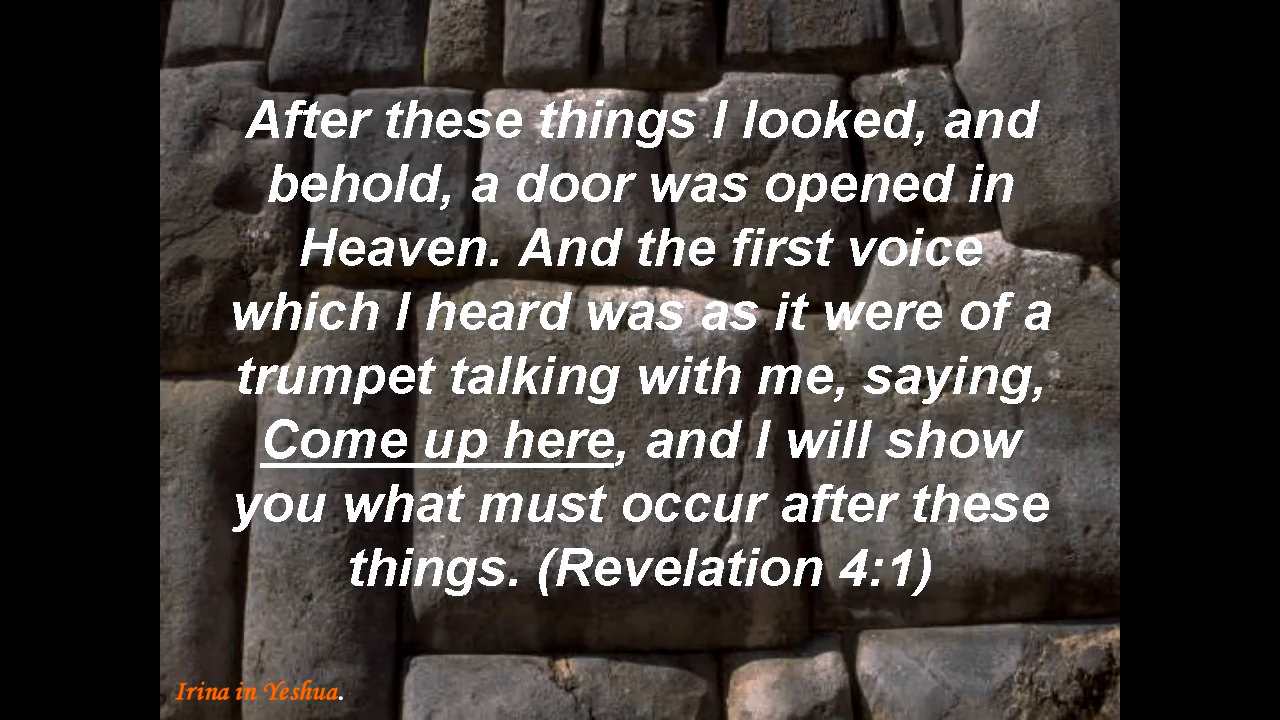 After these things I looked, and
behold, a door was opened in
Heaven. And the first voice
which I heard was as it were of a
trumpet talking with me, saying,
Come up here, and I will show
you what must occur after these
things. (Revelation 4:1)
Irina in Yeshua.